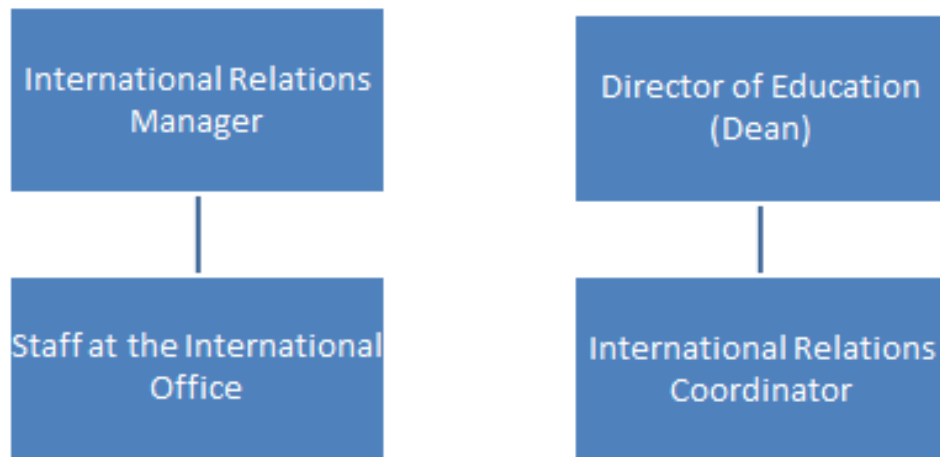 International Relations
Manager
Director of Education
(Dean)
Staff at the International
Office
International Relations
Coordinator